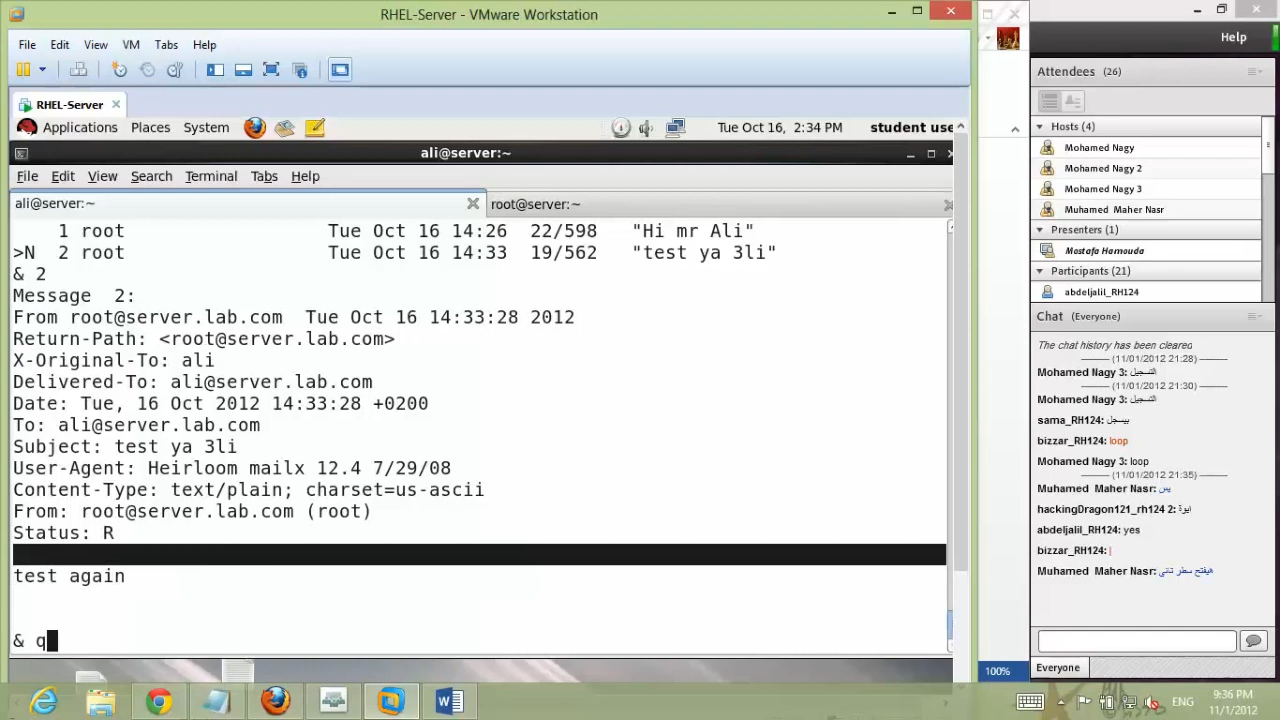 RHEL-Server - VMware Workstation
File Edit View VM Tabs Help
RHEL-Server
Applications Places System Tue Oct 16, 2:34 PM student use
ali@server:~
File Edit View Search Terminal Tabs Help
ali@server:~ root@server:~
1 root Tue Oct 16 14:26 22/598 "Hi mr Ali"
>N 2 root Tue Oct 16 14:33 19/562 "test ya 3li"
& 2
Message 2:
From root@server.lab.com Tue Oct 16 14:33:28 2012
Return-Path: <root@server.lab.com>
X-Original-To: ali
Delivered-To: ali@server.lab.com
Date: Tue, 16 Oct 2012 14:33:28 +0200
To: ali@server.lab.com
Subject: test ya 3li
User-Agent: Heirloom mailx 12.4 7/29/08
Content-Type: text/plain; charset=us-ascii
From: root@server.lab.com (root)
Status: R
test again
& q
100%
Help
Attendees (26)
Hosts (4)
Mohamed Nagy
Mohamed Nagy 2
Mohamed Nagy 3
Muhamed Maher Nasr
Presenters (1)
Mostafa Hamouda
Participants (21)
abdeljalil_RH124
Chat (Everyone)
The chat history has been cleared
(11/01/2012 21:28)
Mohamed Nagy 3: التسجيل
(11/01/2012 21:30)
Mohamed Nagy 3: التسجيل
sama_RH124: بيسجل
bizzar_RH124: loop
Mohamed Nagy 3: loop
(11/01/2012 21:35)
Muhamed Maher Nasr: يس
hackingDragon121_rh124 2: ايوة
abdeljalil_RH124: yes
bizzar_RH124: |
Muhamed Maher Nasr: هيفتح سطر تانى
Everyone
ENG
9:36 PM
11/1/2012